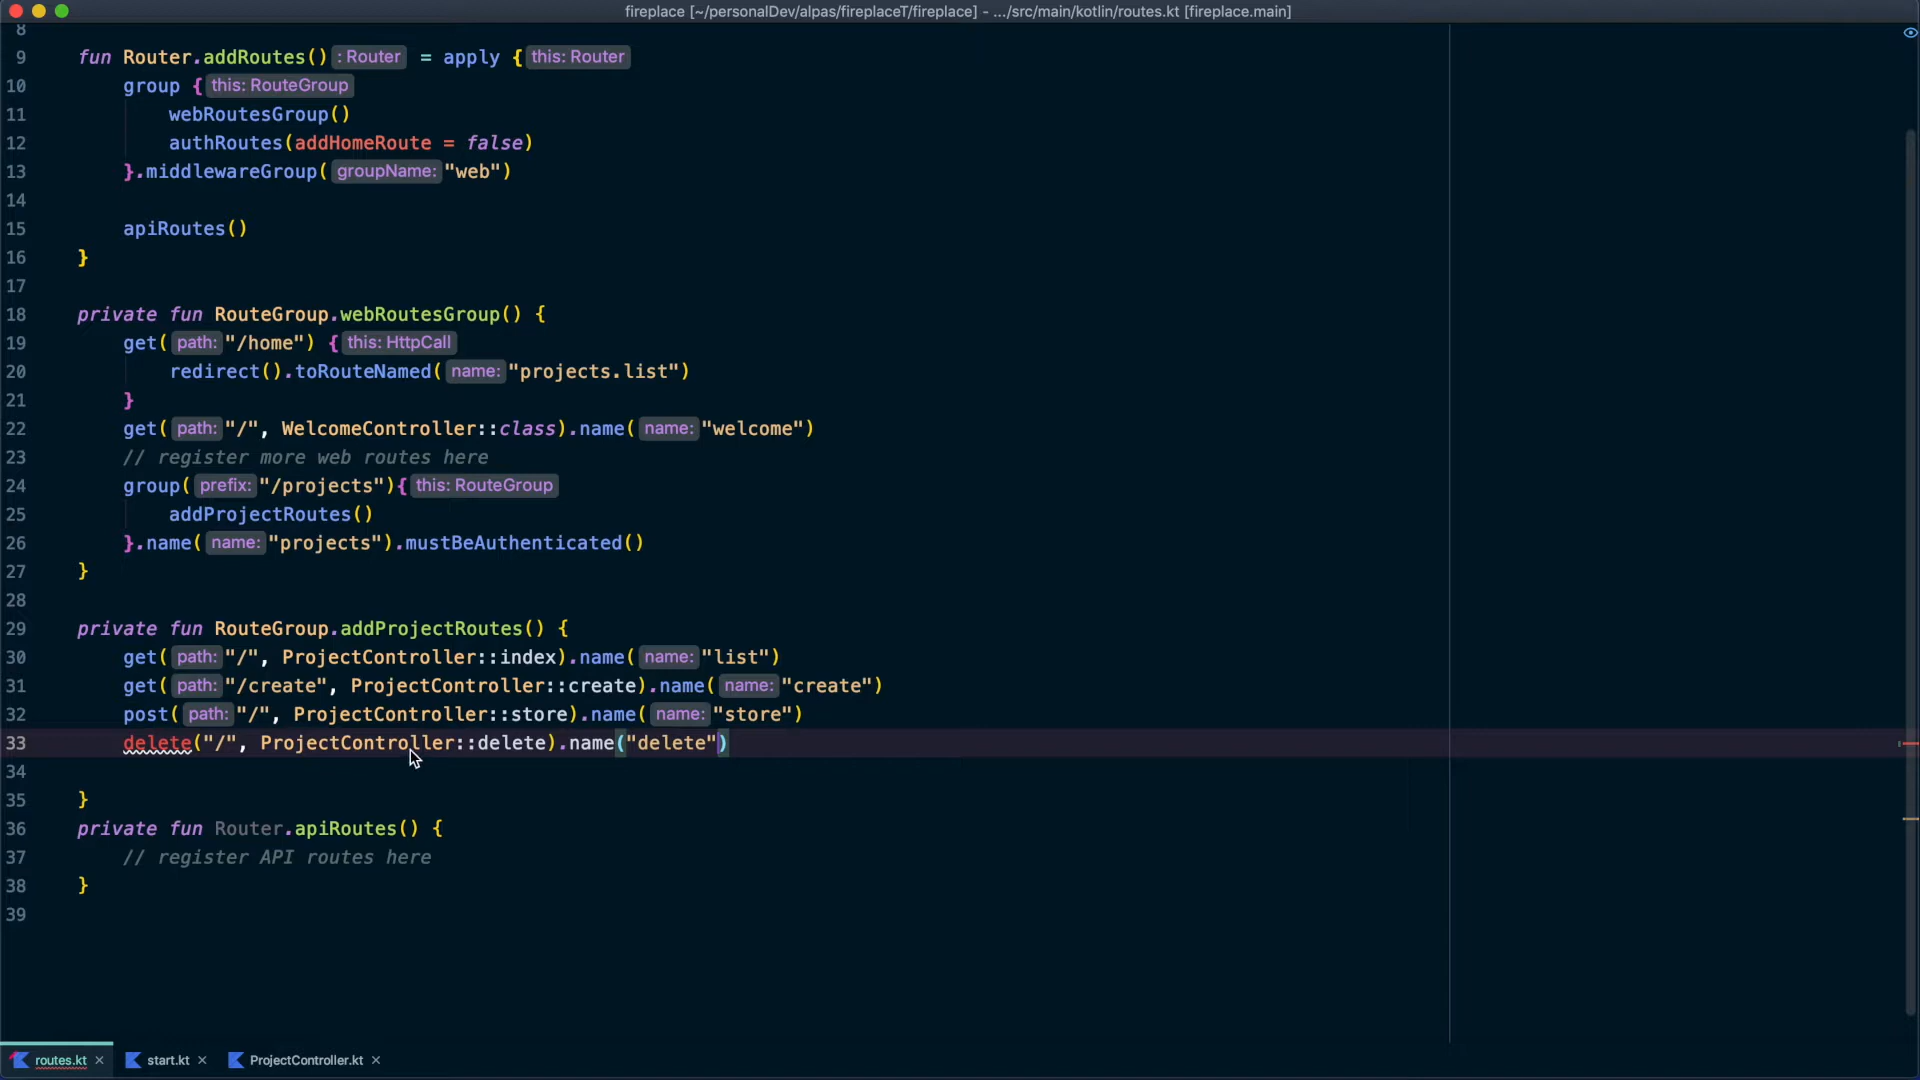 fireplace [~/personalDev/alpas/fireplaceT/fireplace] - .../src/main/kotlin/routes.kt [fireplace.main]
8
9 fun Router.addRoutes() : Router = apply { this: Router
10 group { this: RouteGroup
11 webRoutesGroup()
12 authRoutes(addHomeRoute = false)
13 }.middlewareGroup( groupName: "web")
14
15 apiRoutes()
16 }
17
18 private fun RouteGroup.webRoutesGroup() {
19 get( path: "/home") { this: HttpCall
20 redirect().toRouteNamed( name: "projects.list")
21 }
22 get( path: "/", WelcomeController::class).name( name: "welcome")
23 // register more web routes here
24 group( prefix: "/projects"){ this: RouteGroup
25 addProjectRoutes()
26 }.name( name: "projects").mustBeAuthenticated()
27 }
28
29 private fun RouteGroup.addProjectRoutes() {
30 get( path: "/", ProjectController::index).name( name: "list")
31 get( path: "/create", ProjectController::create).name( name: "create")
32 post( path: "/", ProjectController::store).name( name: "store")
33 delete("/", ProjectController::delete).name("delete")
34
35 }
36 private fun Router.apiRoutes() {
37 // register API routes here
38 }
39
routes.kt × start.kt × ProjectController.kt ×